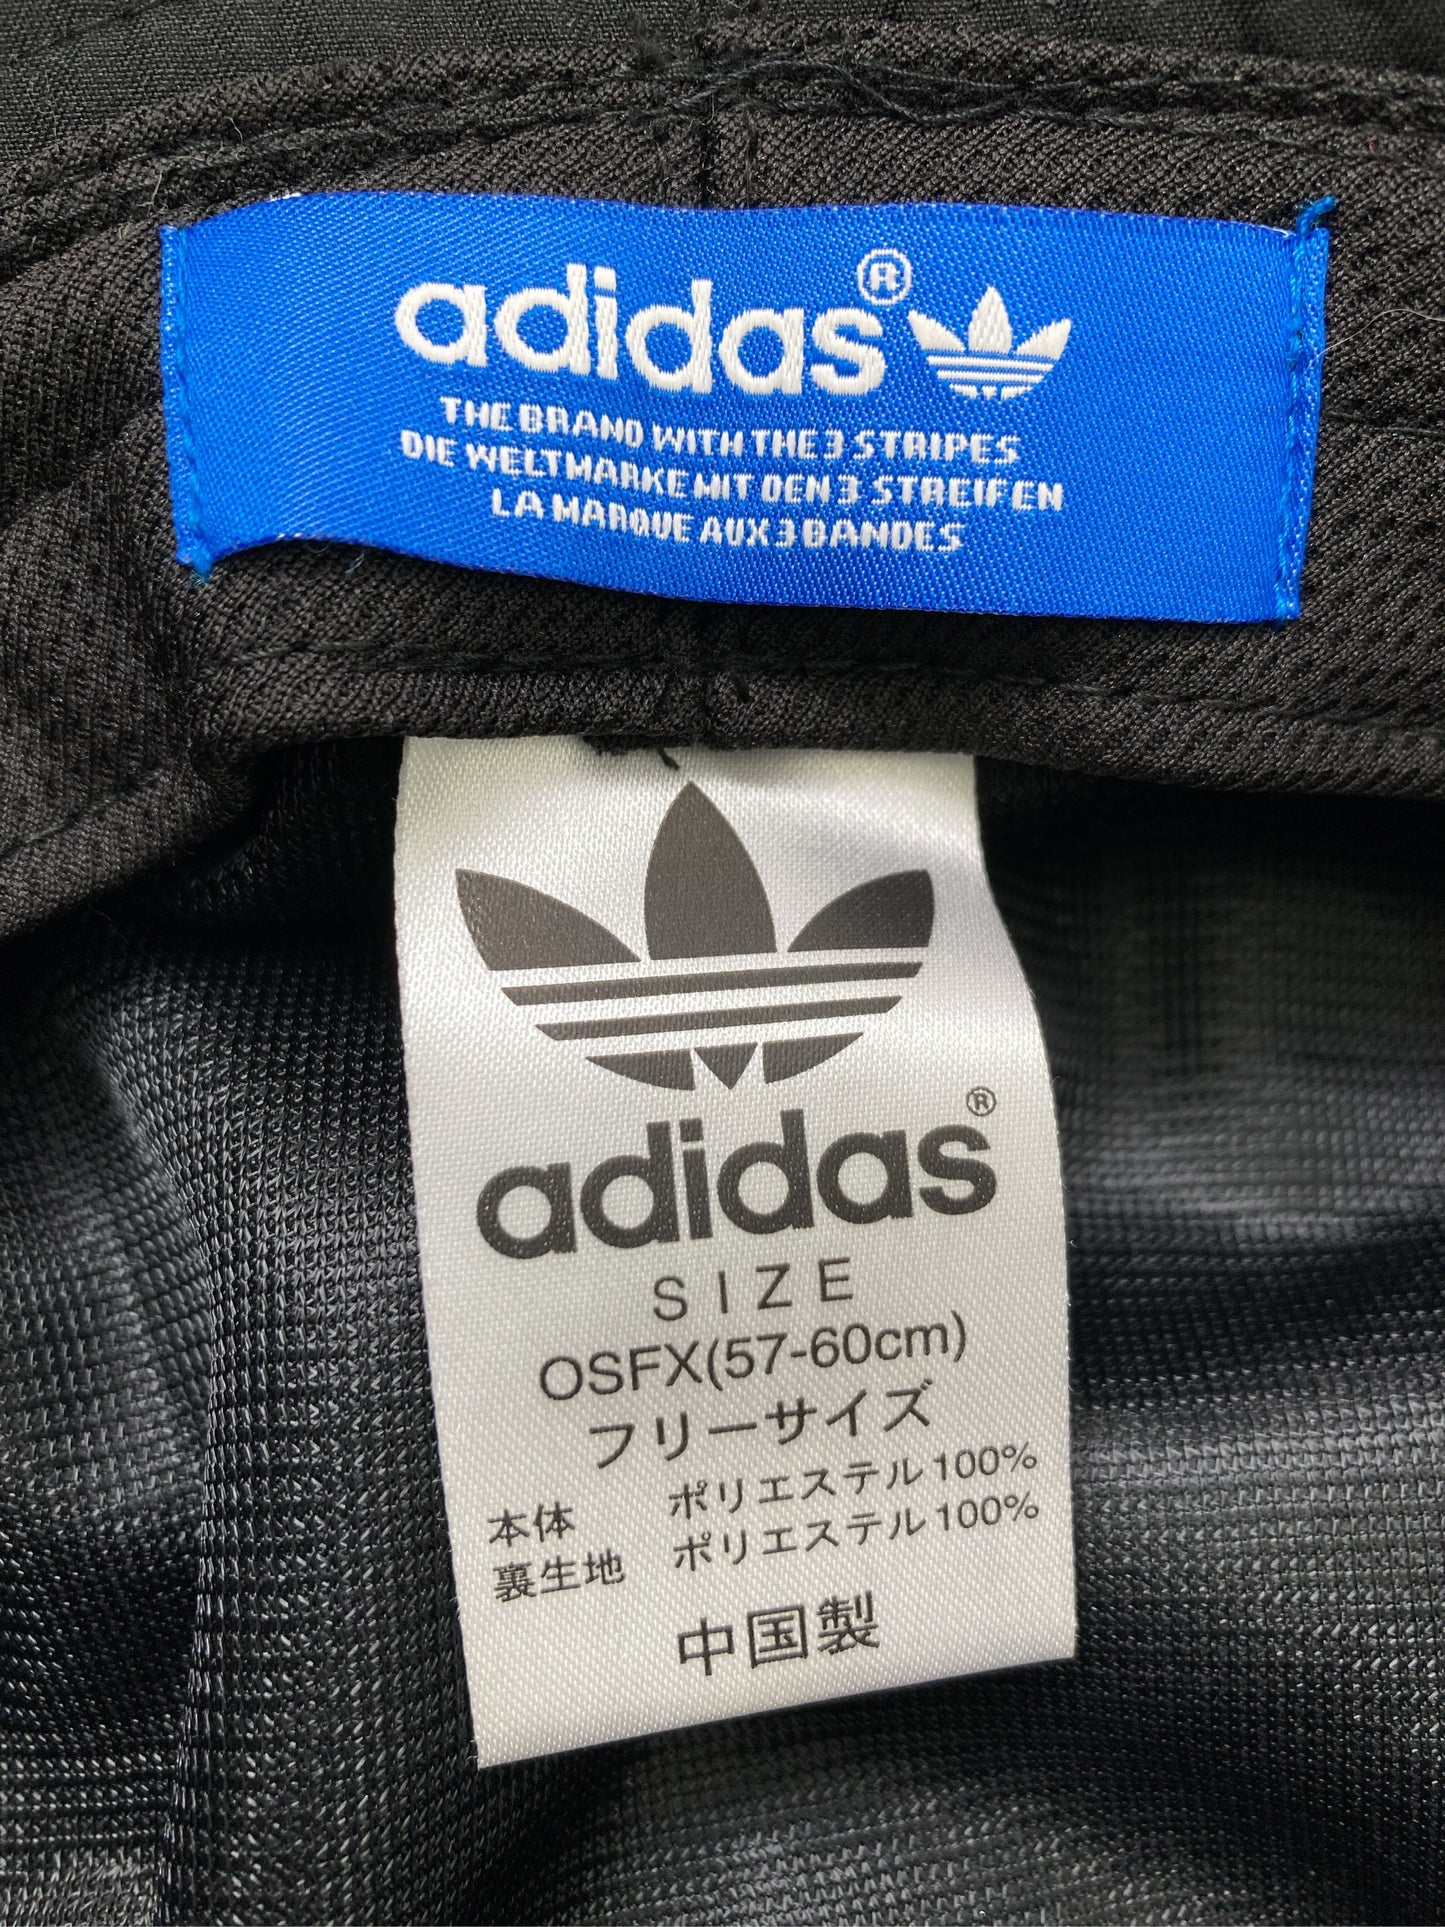 adidas®
THE BRAND WITH THE 3 STRIPES
DIE WELTMARKE MIT DEN 3 STREIFEN
LA MARQUE AUX 3 BANDES
adidas®
SIZE
OSFX(57-60cm)
フリーサイズ
本体 ポリエステル100%
裏生地 ポリエステル100%
中国製